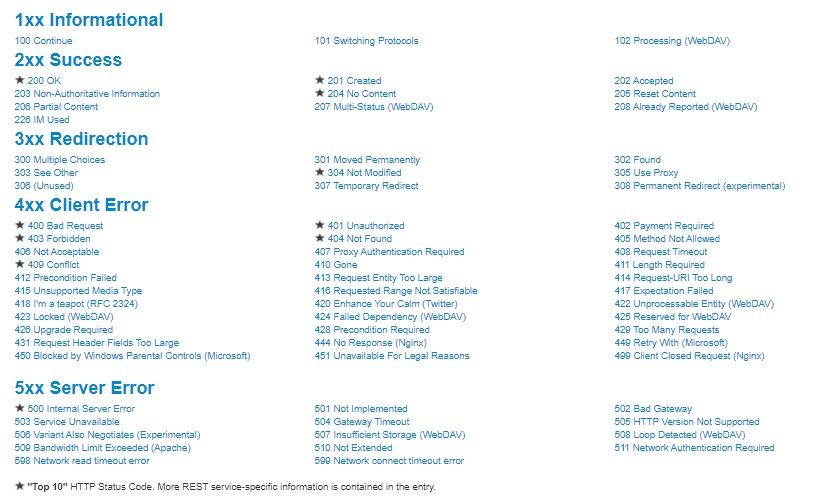 1xx Informational
100 Continue 101 Switching Protocols 102 Processing (WebDAV)
2xx Success
★ 200 OK ★ 201 Created 202 Accepted
203 Non-Authoritative Information ★ 204 No Content 205 Reset Content
206 Partial Content 207 Multi-Status (WebDAV) 208 Already Reported (WebDAV)
226 IM Used
3xx Redirection
300 Multiple Choices 301 Moved Permanently 302 Found
303 See Other ★ 304 Not Modified 305 Use Proxy
306 (Unused) 307 Temporary Redirect 308 Permanent Redirect (experimental)
4xx Client Error
★ 400 Bad Request ★ 401 Unauthorized 402 Payment Required
★ 403 Forbidden ★ 404 Not Found 405 Method Not Allowed
406 Not Acceptable 407 Proxy Authentication Required 408 Request Timeout
★ 409 Conflict 410 Gone 411 Length Required
412 Precondition Failed 413 Request Entity Too Large 414 Request-URI Too Long
415 Unsupported Media Type 416 Requested Range Not Satisfiable 417 Expectation Failed
418 I'm a teapot (RFC 2324) 420 Enhance Your Calm (Twitter) 422 Unprocessable Entity (WebDAV)
423 Locked (WebDAV) 424 Failed Dependency (WebDAV) 425 Reserved for WebDAV
426 Upgrade Required 428 Precondition Required 429 Too Many Requests
431 Request Header Fields Too Large 444 No Response (Nginx) 449 Retry With (Microsoft)
450 Blocked by Windows Parental Controls (Microsoft) 451 Unavailable For Legal Reasons 499 Client Closed Request (Nginx)
5xx Server Error
★ 500 Internal Server Error 501 Not Implemented 502 Bad Gateway
503 Service Unavailable 504 Gateway Timeout 505 HTTP Version Not Supported
506 Variant Also Negotiates (Experimental) 507 Insufficient Storage (WebDAV) 508 Loop Detected (WebDAV)
509 Bandwidth Limit Exceeded (Apache) 510 Not Extended 511 Network Authentication Required
598 Network read timeout error 599 Network connect timeout error
★ "Top 10" HTTP Status Code. More REST service-specific information is contained in the entry.